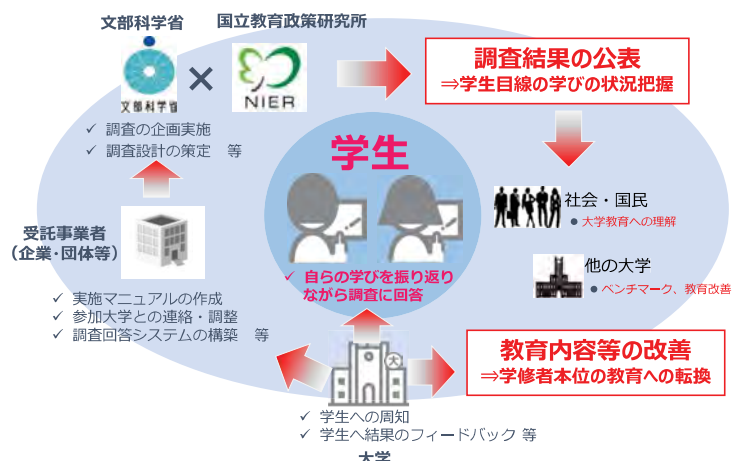 文部科学省
国立教育政策研究所
文部科学省
×
NIER
✓ 調査の企画実施
✓ 調査設計の策定 等
調査結果の公表
⇒学生目線の学びの状況把握
学生
✓ 自らの学びを振り返り
ながら調査に回答
社会・国民
● 大学教育への理解
他の大学
● ベンチマーク、教育改善
受託事業者
（企業・団体等）
✓ 実施マニュアルの作成
✓ 参加大学との連絡・調整
✓ 調査回答システムの構築 等
大
教育内容等の改善
⇒学修者本位の教育への転換
✓ 学生への周知
✓ 学生へ結果のフィードバック 等
大学